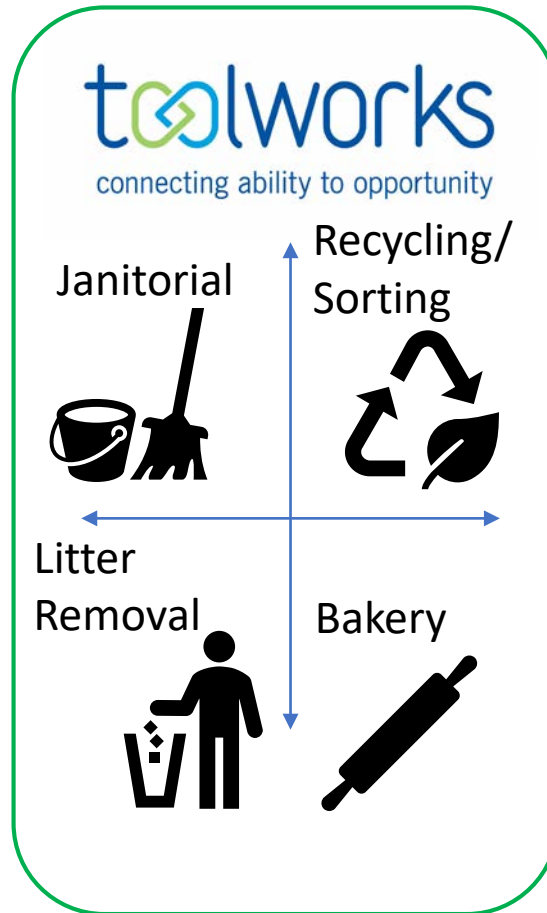 toolworks
connecting ability to opportunity
Janitorial
Recycling/
Sorting
Litter
Removal
Bakery